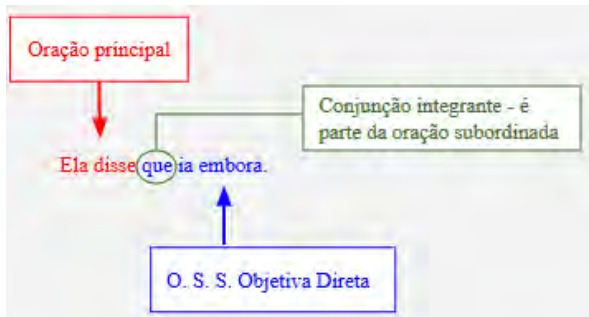 Oração principal
Conjunção integrante - é
parte da oração subordinada
Ela disse que ia embora.
O. S. S. Objetiva Direta